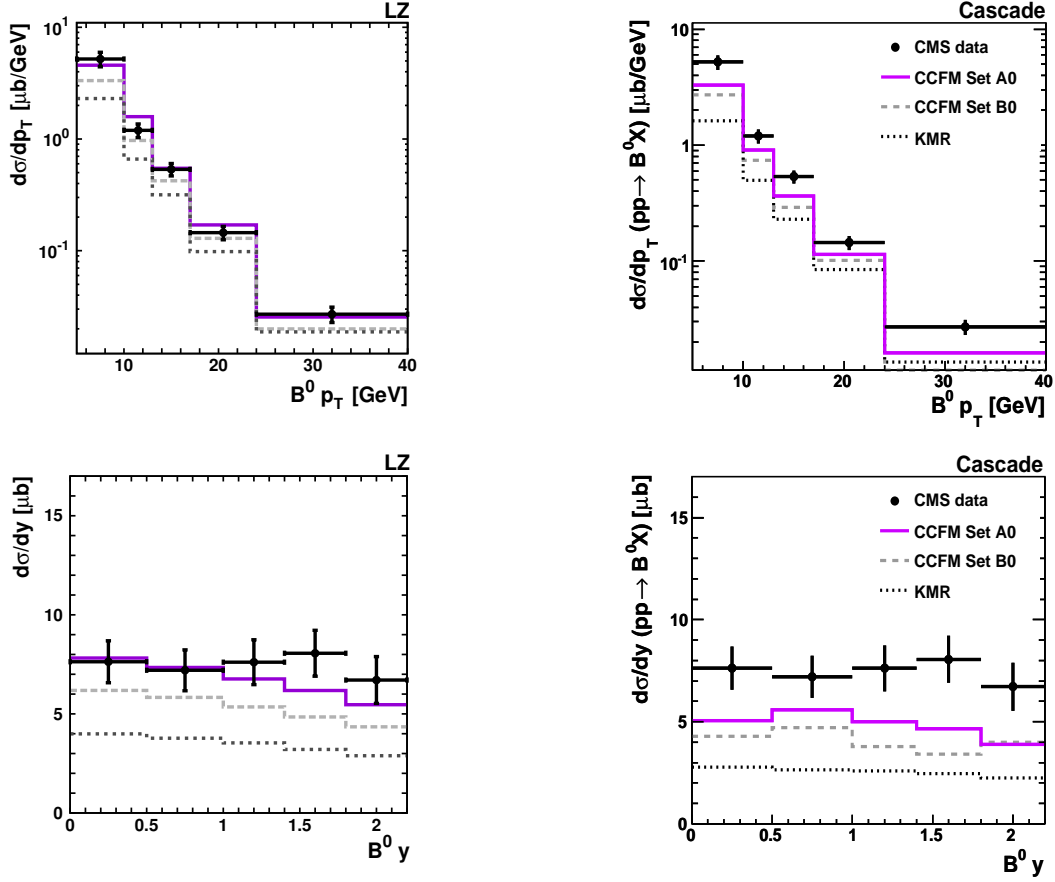 LZ
dσ/dp_T [μb/GeV]
10
1
10^0
10^-1
10 20 30 40
B^0 p_T [GeV]
Cascade
dσ/dp_T (pp→ B^0X) [μb/GeV]
CMS data
CCFM Set A0
CCFM Set B0
KMR
10
1
10^-1
10 20 30 40
B^0 p_T [GeV]
LZ
dσ/dy [μb]
15
10
5
0
0 0.5 1 1.5 2
B^0 y
Cascade
dσ/dy (pp→ B^0X) [μb]
CMS data
CCFM Set A0
CCFM Set B0
KMR
15
10
5
0
0 0.5 1 1.5 2
B^0 y